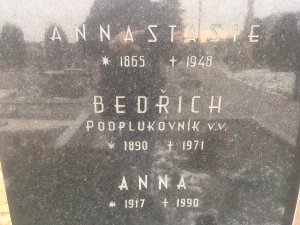 ANNASTASIE
* 1865 † 1948
BEDŘICH
PODPLUKOVNÍK V.V.
* 1890 † 1971
ANNA
* 1917 † 1990